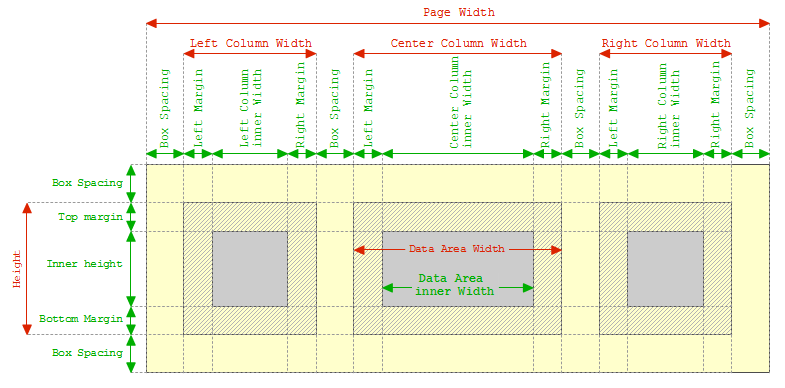 Page Width
Left Column Width
Center Column Width
Right Column Width
Box Spacing
Left Margin
Left Column
inner Width
Right Margin
Box Spacing
Left Margin
Center Column
inner Width
Right Margin
Box Spacing
Left Margin
Right Column
inner Width
Right Margin
Box Spacing
Box Spacing
Top margin
Height
Inner height
Data Area Width
Data Area
inner Width
Bottom Margin
Box Spacing